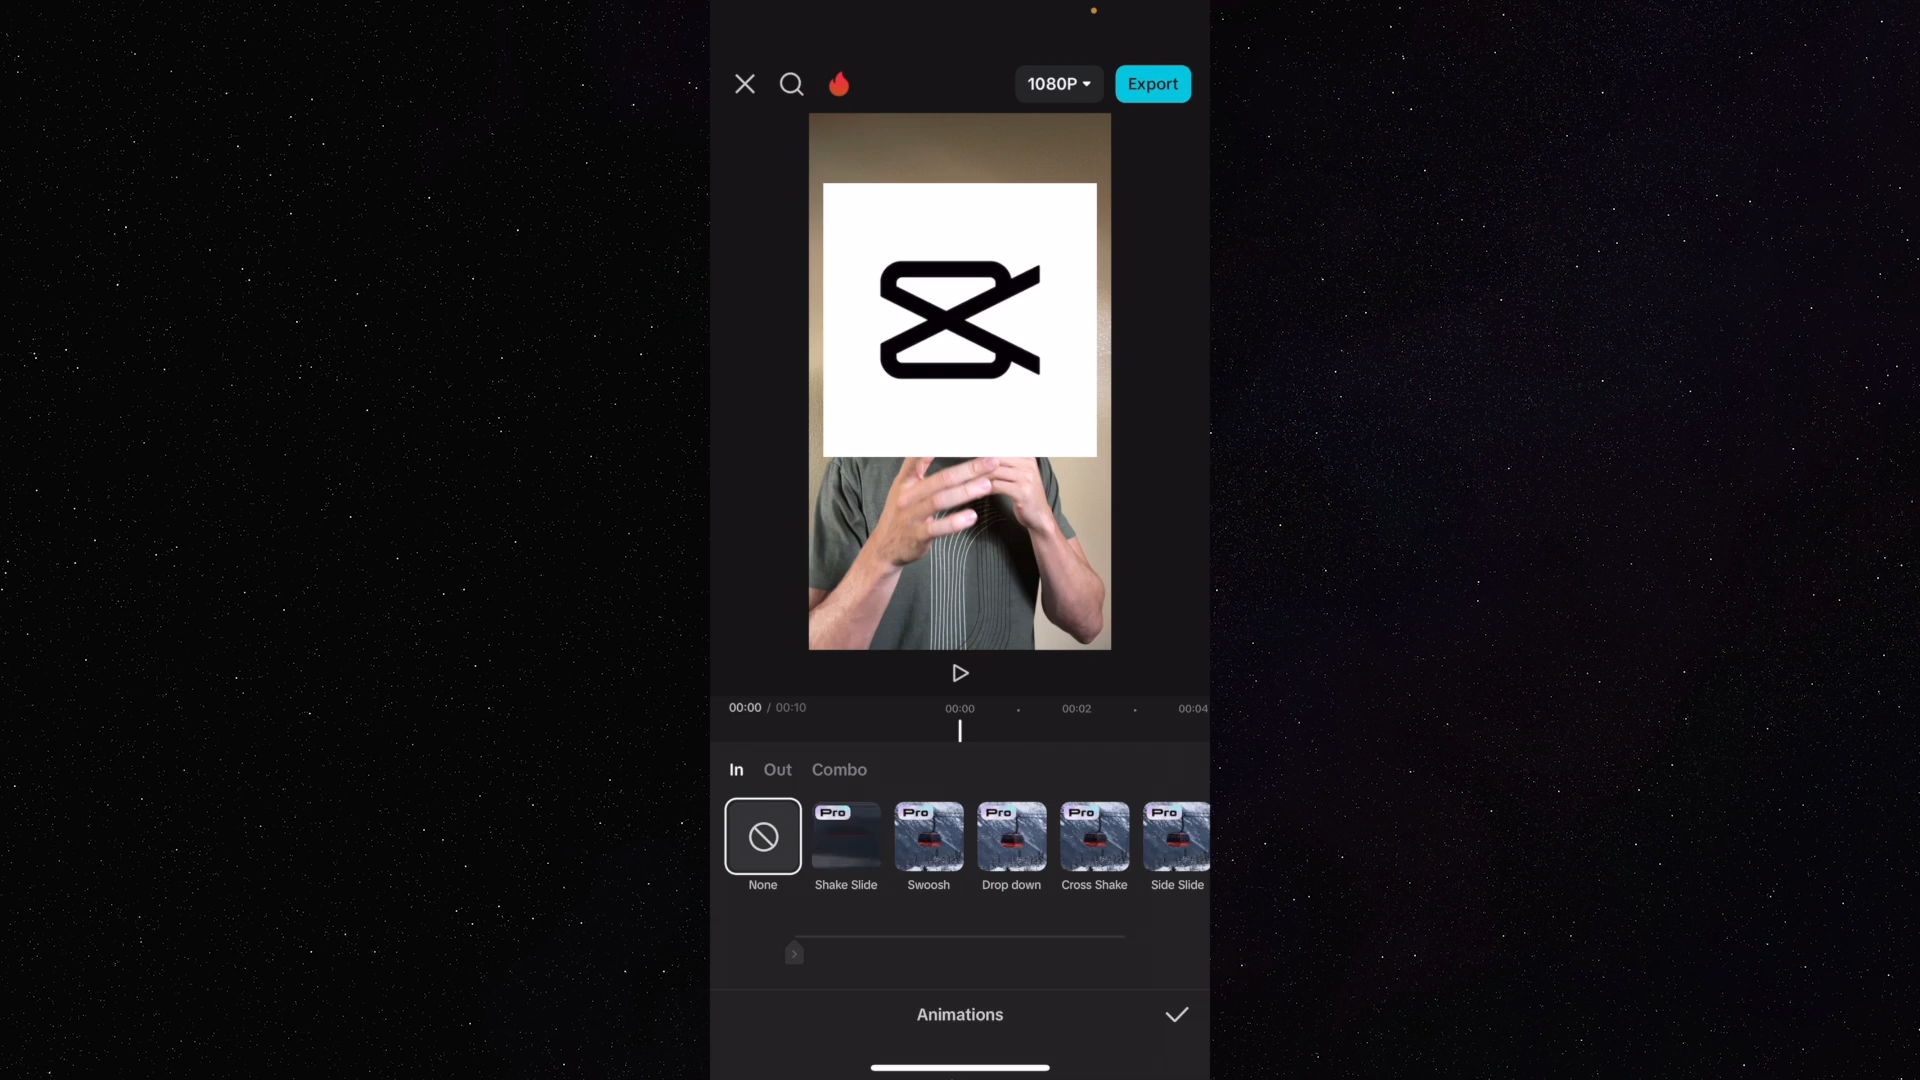 1080P Export
00:00 / 00:10 00:00 00:02 00:04
In Out Combo
Pro Pro Pro Pro Pro
None Shake Slide Swoosh Drop down Cross Shake Side Slide
Animations